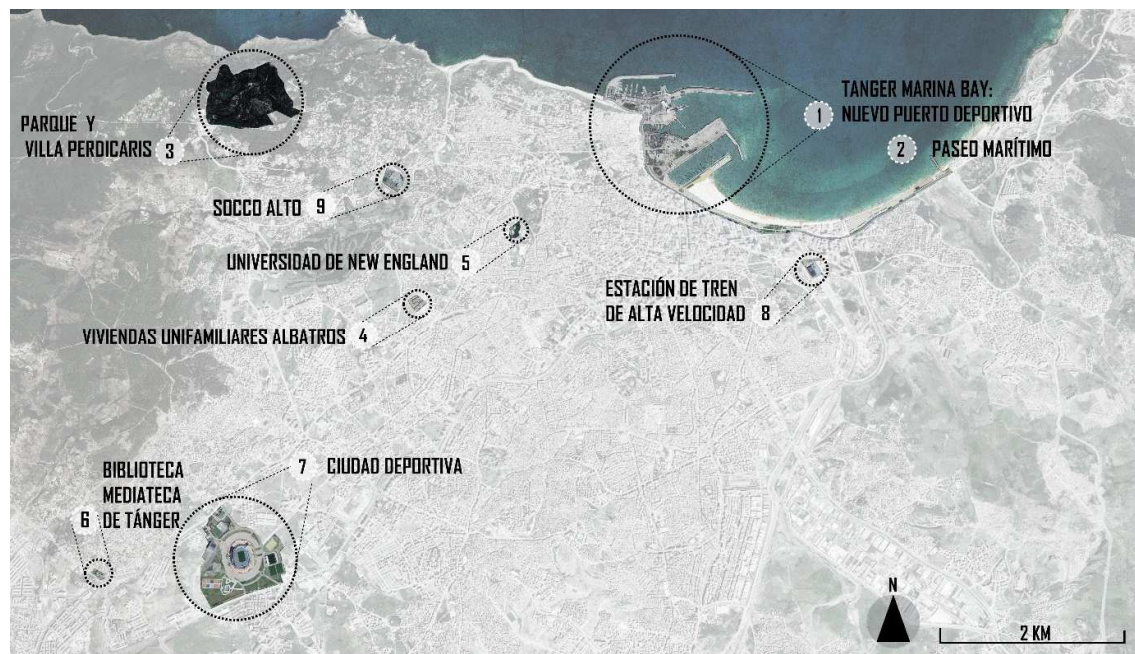 TANGER MARINA BAY:
1 NUEVO PUERTO DEPORTIVO
2 PASEO MARÍTIMO
PARQUE Y
VILLA PERDICARIS 3
SOCCO ALTO 9
UNIVERSIDAD DE NEW ENGLAND 5
ESTACIÓN DE TREN
DE ALTA VELOCIDAD 8
VIVIENDAS UNIFAMILIARES ALBATROS 4
7 CIUDAD DEPORTIVA
BIBLIOTECA
MEDIATECA
6 DE TÁNGER
N
2 KM